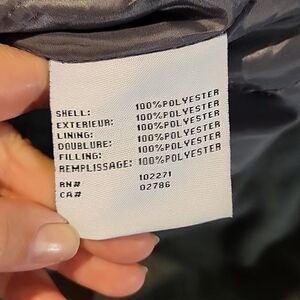 SHELL: 100%POLYESTER
EXTERIEUR: 100%POLYESTER
LINING: 100%POLYESTER
DOUBLURE: 100%POLYESTER
FILLING: 100%POLYESTER
REMPLISSAGE: 100%POLYESTER
RN# 102271
CA# 02786